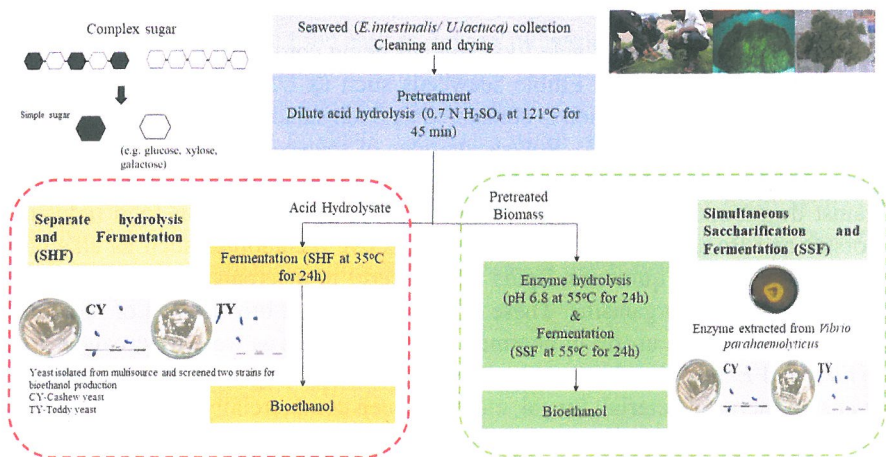 Complex sugar
Simple sugar
(e.g. glucose, xylose,
galactose)
Seaweed (E.intestinalis/ U.lactuca) collection
Cleaning and drying
Pretreatment
Dilute acid hydrolysis (0.7 N H₂SO₄ at 121⁰C for
45 min)
Acid Hydrolysate
Pretreated
Biomass
Separate hydrolysis
and Fermentation
(SHF)
Fermentation (SHF at 35⁰C
for 24h)
CY
TY
Yeast isolated from multisource and screened two strains for
bioethanol production
CY-Cashew yeast
TY-Toddy yeast
Bioethanol
Enzyme hydrolysis
(pH 6.8 at 55⁰C for 24h)
&
Fermentation
(SSF at 55⁰C for 24h)
Bioethanol
Simultaneous
Saccharification and
Fermentation (SSF)
Enzyme extracted from Vibrio
parahaemolyticus
CY
TY